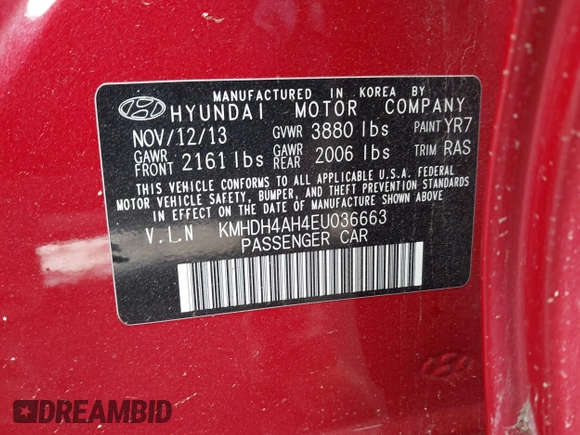 MANUFACTURED IN KOREA BY
HYUNDAI MOTOR COMPANY
NOV/12/13 GVWR 3880 lbs PAINT YR7
GAWR FRONT 2161 lbs GAWR REAR 2006 lbs TRIM RAS
THIS VEHICLE CONFORMS TO ALL APPLICABLE U.S.A. FEDERAL
MOTOR VEHICLE SAFETY, BUMPER, AND THEFT PREVENTION STANDARDS
IN EFFECT ON THE DATE OF MANUFACTURE SHOWN ABOVE.
V.I.N KMHDH4AH4EU036663
PASSENGER CAR
DREAMBID